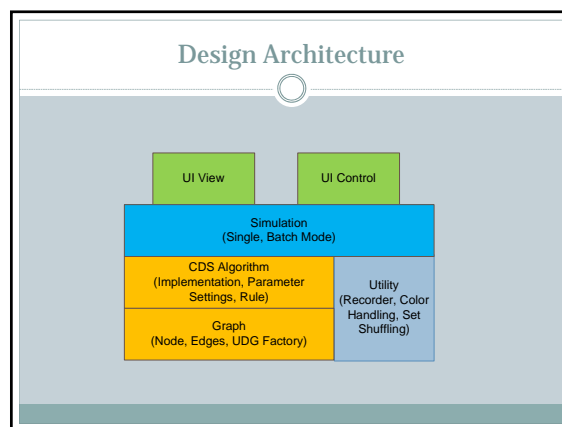 Design Architecture
UI View
UI Control
Simulation
(Single, Batch Mode)
CDS Algorithm
(Implementation, Parameter
Settings, Rule)
Utility
(Recorder, Color
Handling, Set
Shuffling)
Graph
(Node, Edges, UDG Factory)